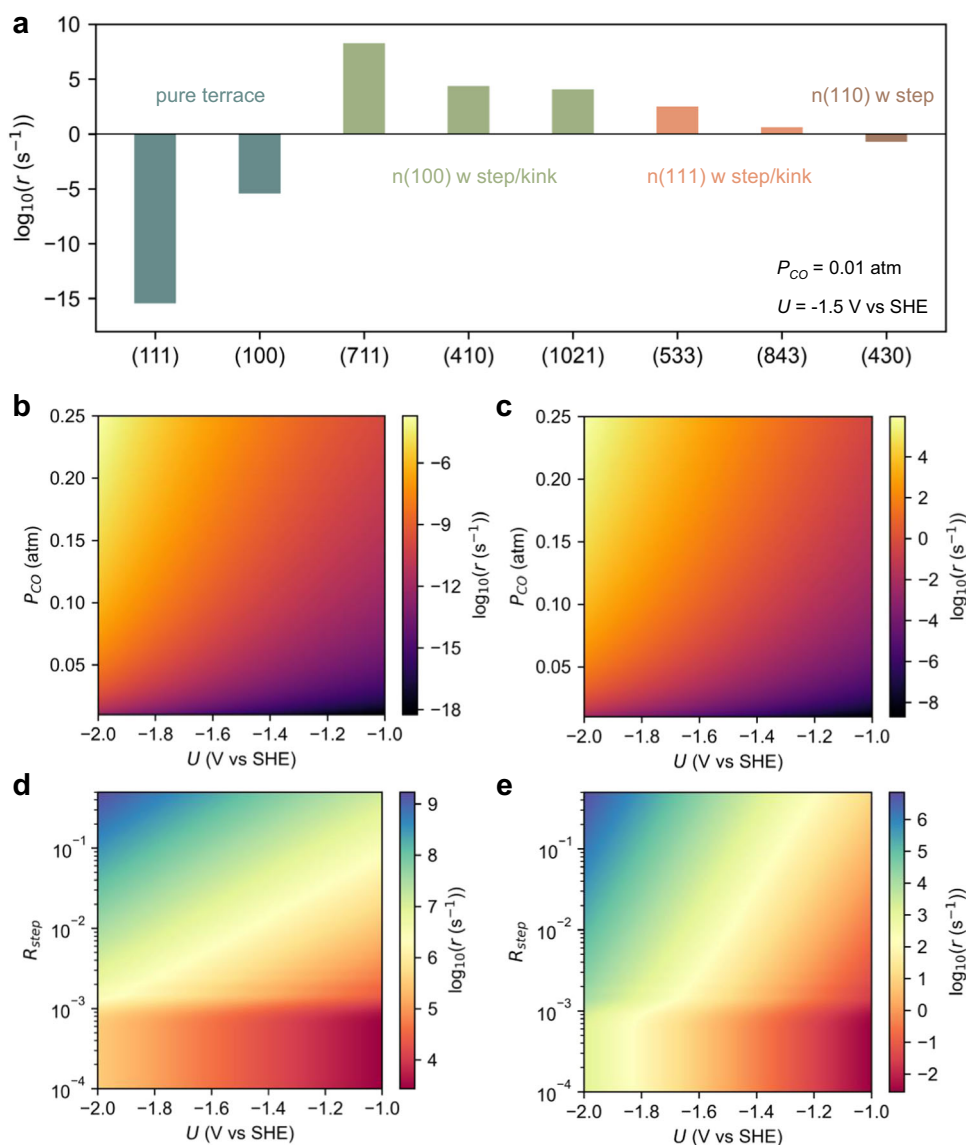 a
10
5
0
−5
−10
−15
log10(r (s−1))
pure terrace
n(110) w step
n(100) w step/kink
n(111) w step/kink
PCO = 0.01 atm
U = -1.5 V vs SHE
(111) (100) (711) (410) (1021) (533) (843) (430)
b
0.25
0.20
0.15
0.10
0.05
PCO (atm)
−2.0 −1.8 −1.6 −1.4 −1.2 −1.0
U (V vs SHE)
−6
−9
−12
−15
−18
log10(r (s−1))
c
0.25
0.20
0.15
0.10
0.05
PCO (atm)
−2.0 −1.8 −1.6 −1.4 −1.2 −1.0
U (V vs SHE)
4
2
0
−2
−4
−6
−8
log10(r (s−1))
d
10−1
10−2
10−3
10−4
Rstep
−2.0 −1.8 −1.6 −1.4 −1.2 −1.0
U (V vs SHE)
9
8
7
6
5
4
log10(r (s−1))
e
10−1
10−2
10−3
10−4
Rstep
−2.0 −1.8 −1.6 −1.4 −1.2 −1.0
U (V vs SHE)
6
5
4
3
2
1
0
−1
−2
log10(r (s−1))